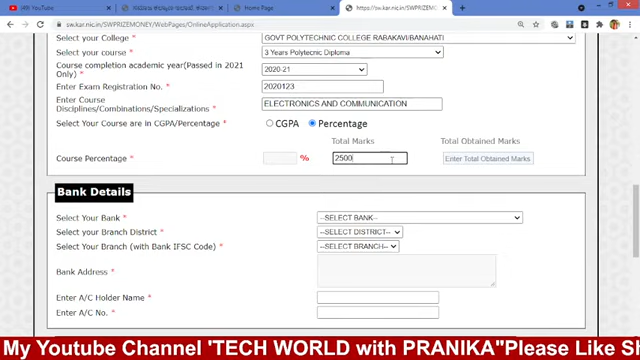 (4) YouTube
Home Page
https://sw.kar.nic.in/SWPRIZEMONEY/
sw.kar.nic.in/SWPRIZEMONEY/WebPages/OnlineApplication.aspx
Select your College * GOVT POLYTECHNIC COLLEGE RABAKAVI/BANAHATI
Select your course * 3 Years Polytecnic Diploma
Course completion academic year(Passed in 2021 Only) * 2020-21
Enter Exam Registration No. * 2020123
Enter Course Disciplines/Combinations/Specializations * ELECTRONICS AND COMMUNICATION
Select Your Course are in CGPA/Percentage * CGPA Percentage
Total Marks Total Obtained Marks
Course Percentage * % 2500 Enter Total Obtained Marks
Bank Details
Select Your Bank * --SELECT BANK--
Select your Branch District * --SELECT DISTRICT--
Select Your Branch (with Bank IFSC Code) * --SELECT BRANCH--
Bank Address *
Enter A/C Holder Name *
Enter A/C No. *
My Youtube Channel 'TECH WORLD with PRANIKA"Please Like S